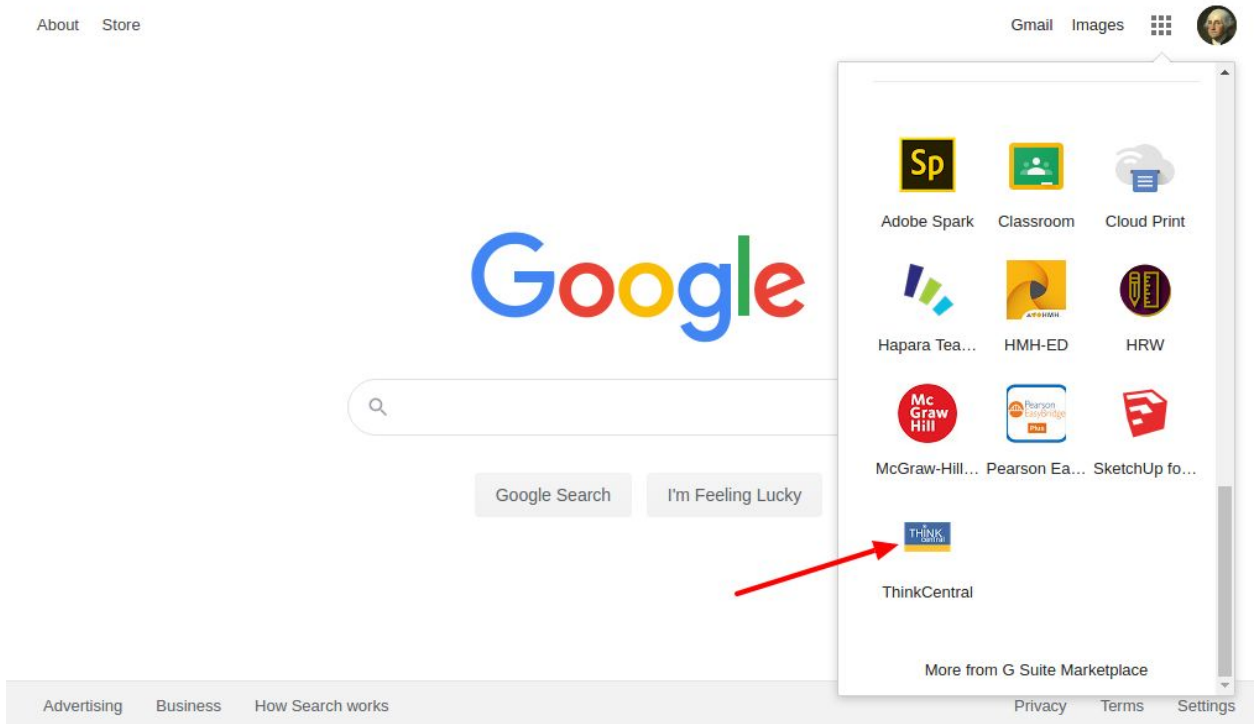 About Store
Gmail Images
Google
Google Search I'm Feeling Lucky
Sp
Adobe Spark Classroom Cloud Print
HMH
Hapara Tea… HMH-ED HRW
Mc
Graw
Hill
Pearson
EasyBridge
Plus
McGraw-Hill… Pearson Ea… SketchUp fo…
THINK
central
ThinkCentral
More from G Suite Marketplace
Advertising Business How Search works
Privacy Terms Settings